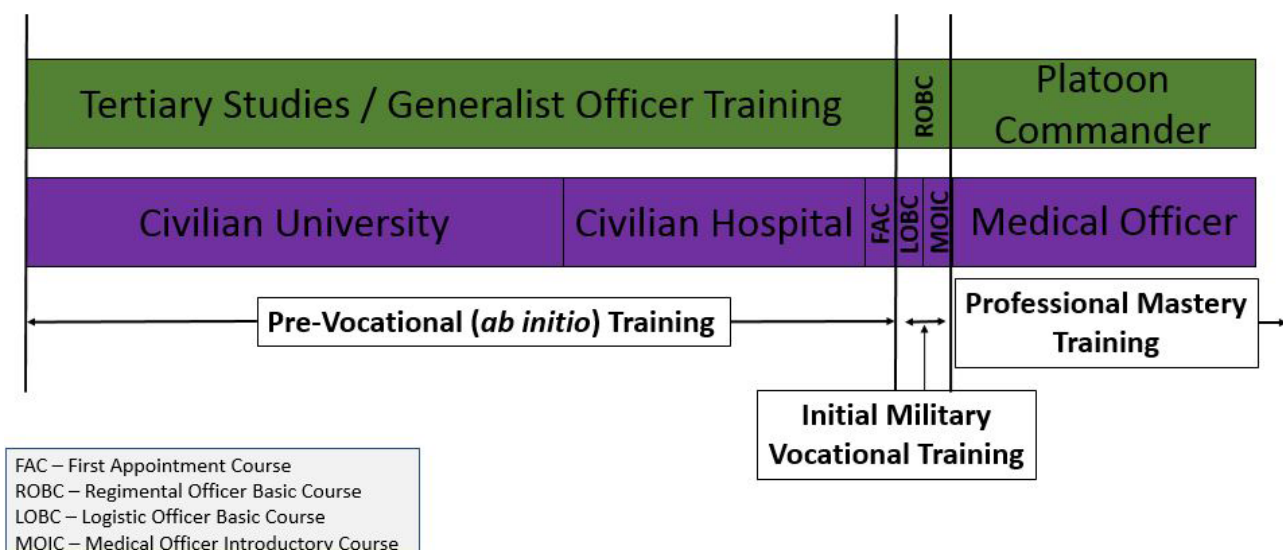 Tertiary Studies / Generalist Officer Training
ROBC
Platoon
Commander
Civilian University
Civilian Hospital
FAC
LOBC
MOIC
Medical Officer
Pre-Vocational (ab initio) Training
Professional Mastery
Training
Initial Military
Vocational Training
FAC – First Appointment Course
ROBC – Regimental Officer Basic Course
LOBC – Logistic Officer Basic Course
MOIC – Medical Officer Introductory Course